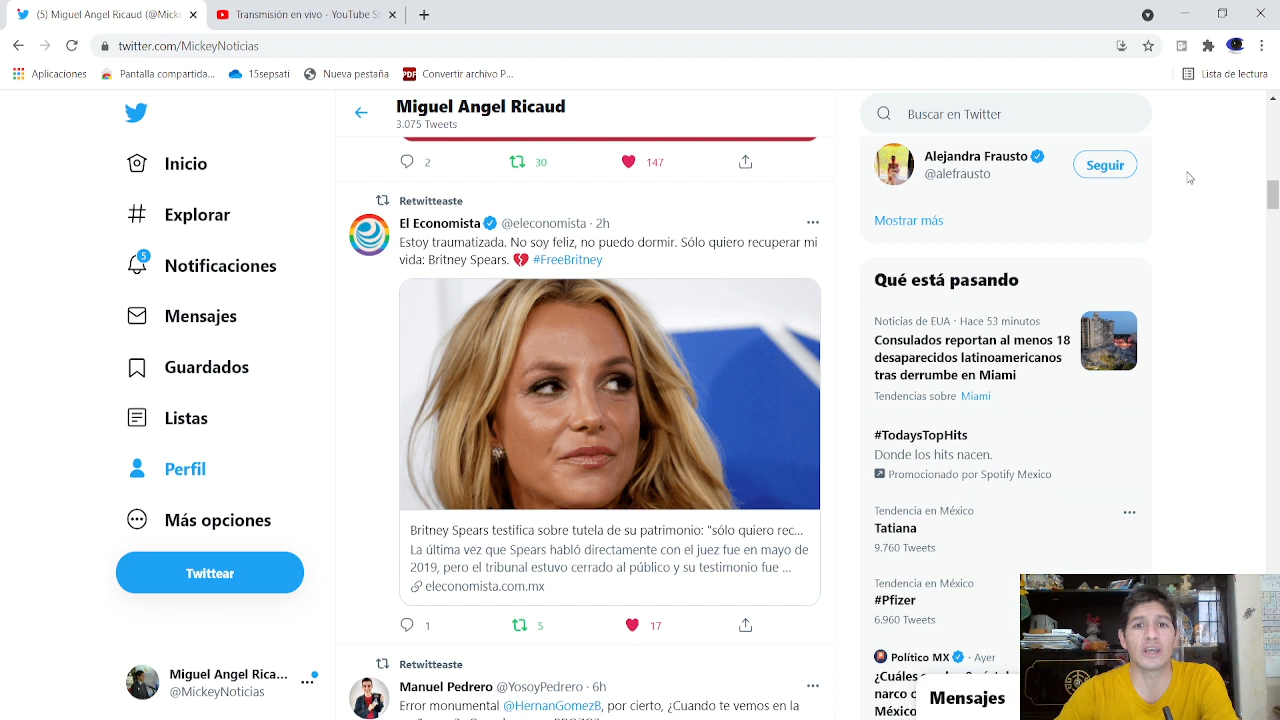 (5) Miguel Angel Ricaud (@Micke
Transmisión en vivo - YouTube St
twitter.com/MickeyNoticias
Aplicaciones
Pantalla compartida...
15sepsati
Nueva pestaña
PDF
Convertir archivo P...
Lista de lectura
Miguel Angel Ricaud
3.075 Tweets
Inicio
Explorar
5
Notificaciones
Mensajes
Guardados
Listas
Perfil
Más opciones
Twittear
Miguel Angel Rica...
@MickeyNoticias
2 30 147
Retwitteaste
El Economista @eleconomista · 2h
Estoy traumatizada. No soy feliz, no puedo dormir. Sólo quiero recuperar mi
vida: Britney Spears. 💔 #FreeBritney
Britney Spears testifica sobre tutela de su patrimonio: "sólo quiero rec...
La última vez que Spears habló directamente con el juez fue en mayo de
2019, pero el tribunal estuvo cerrado al público y su testimonio fue ...
eleconomista.com.mx
1 5 17
Retwitteaste
Manuel Pedrero @YosoyPedrero · 6h
Error monumental @HernanGomezB, por cierto, ¿Cuando te vemos en la
Buscar en Twitter
Alejandra Frausto
@alefrausto
Seguir
Mostrar más
Qué está pasando
Noticias de EUA · Hace 53 minutos
Consulados reportan al menos 18
desaparecidos latinoamericanos
tras derrumbe en Miami
Tendencias sobre Miami
#TodaysTopHits
Donde los hits nacen.
Promocionado por Spotify Mexico
Tendencia en México
Tatiana
9.760 Tweets
Tendencia en México
#Pfizer
6.960 Tweets
Político MX · Ayer
¿Cuáles
narco
México
Mensajes